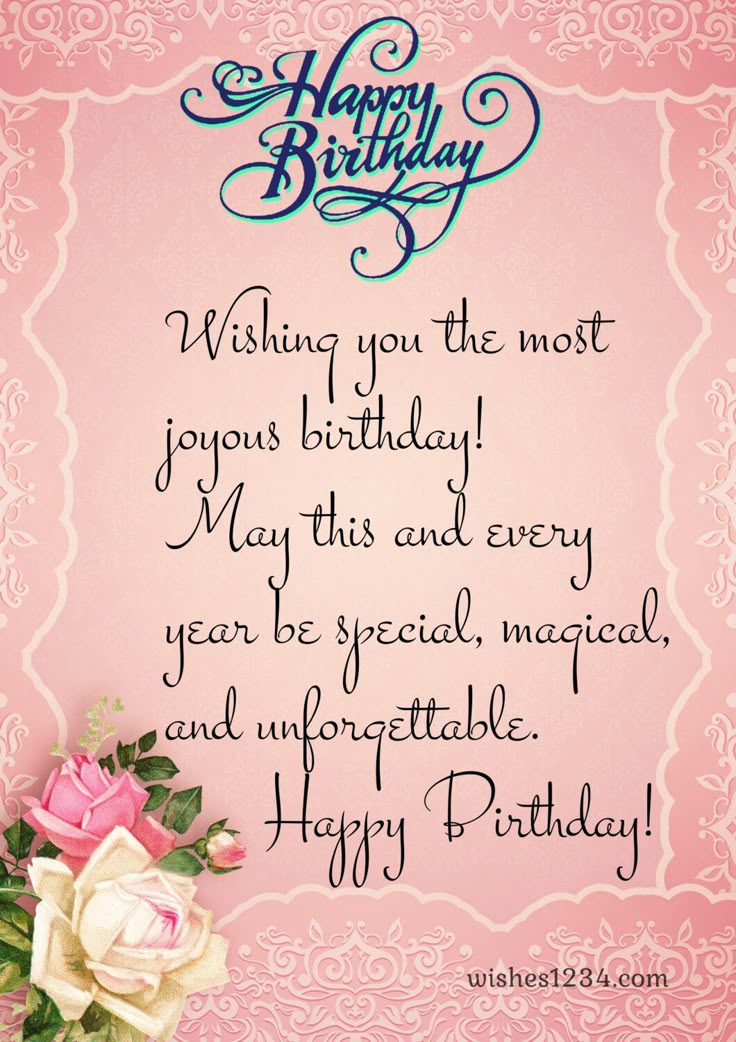 Happy
Birthday
Wishing you the most
joyous birthday!
May this and every
year be special, magical,
and unforgettable.
Happy Birthday!
wishes1234.com